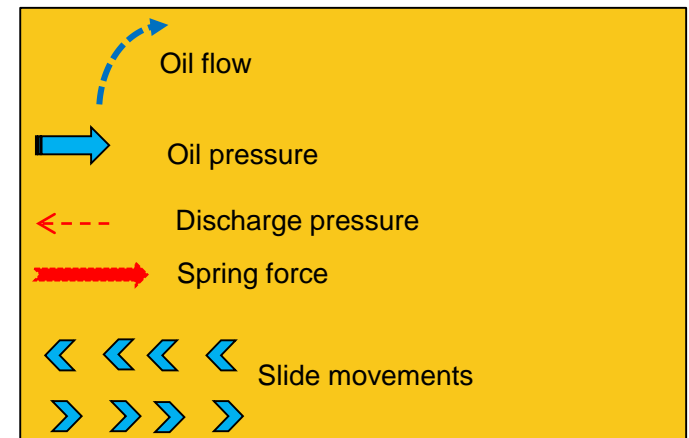 Oil flow
Oil pressure
Discharge pressure
Spring force
Slide movements